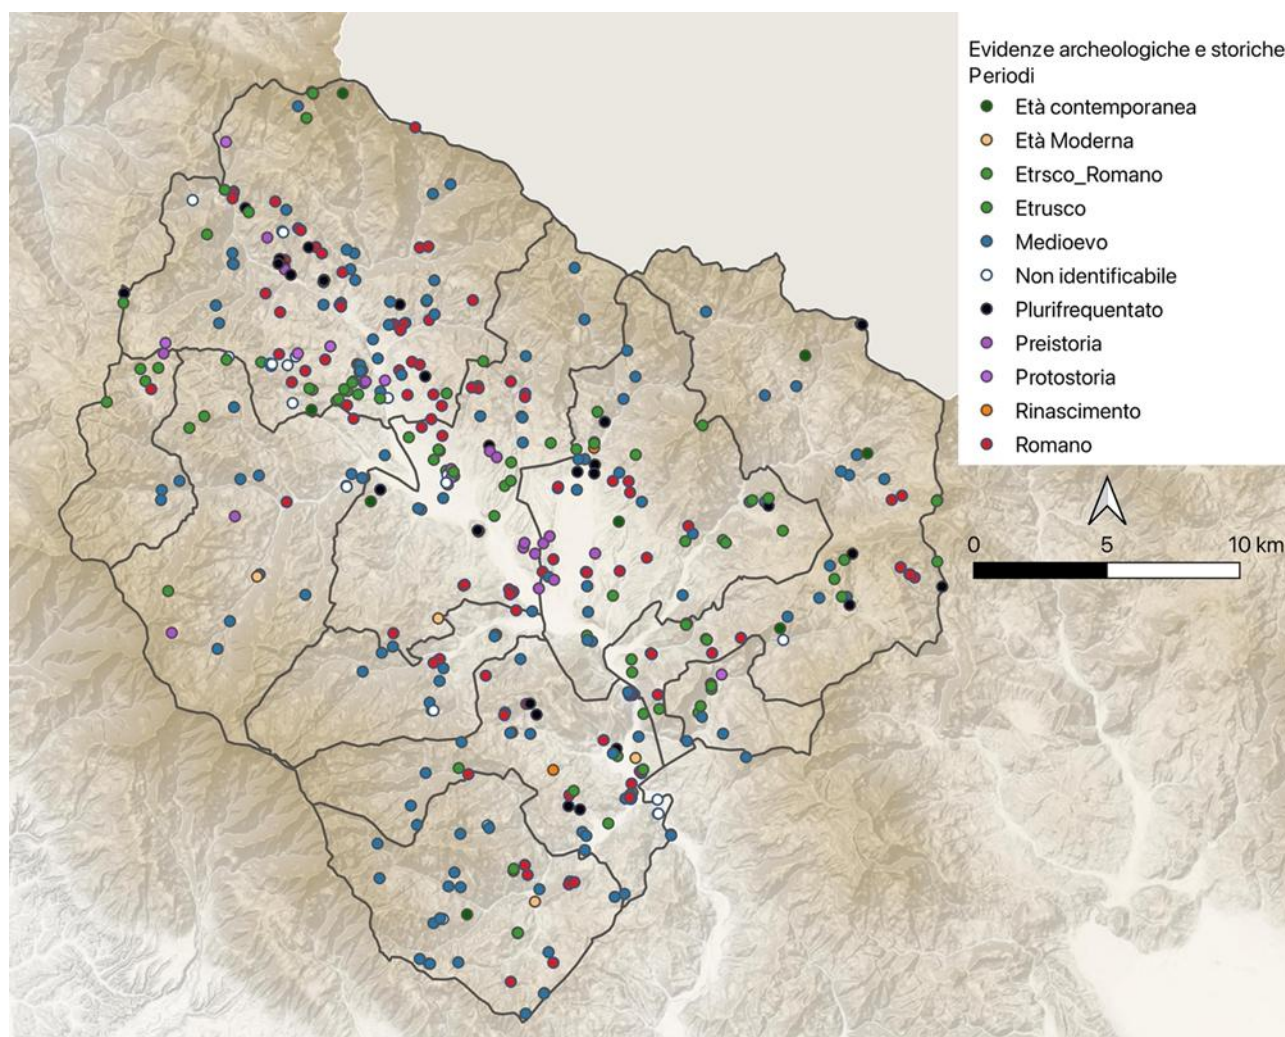 Evidenze archeologiche e storiche
Periodi
Età contemporanea
Età Moderna
Etrsco_Romano
Etrusco
Medioevo
Non identificabile
Plurifrequentato
Preistoria
Protostoria
Rinascimento
Romano
0 5 10 km